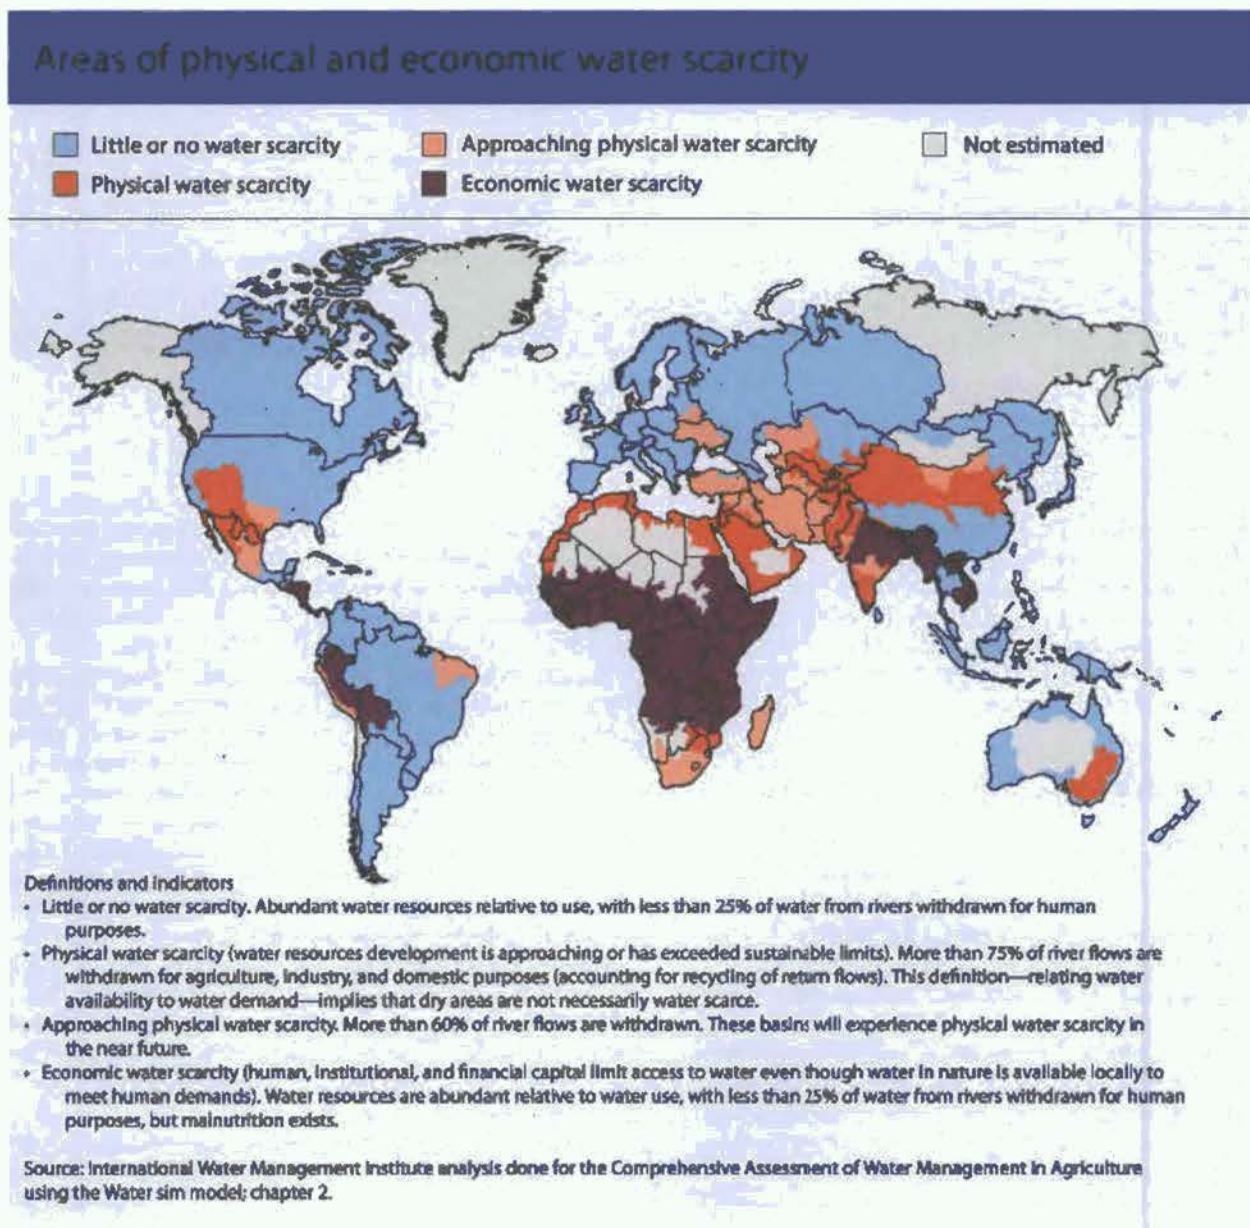 Areas of physical and economic water scarcity
Little or no water scarcity
Approaching physical water scarcity
Not estimated
Physical water scarcity
Economic water scarcity
Definitions and indicators
• Little or no water scarcity. Abundant water resources relative to use, with less than 25% of water from rivers withdrawn for human
purposes.
• Physical water scarcity (water resources development is approaching or has exceeded sustainable limits). More than 75% of river flows are
withdrawn for agriculture, industry, and domestic purposes (accounting for recycling of return flows). This definition—relating water
availability to water demand—implies that dry areas are not necessarily water scarce.
• Approaching physical water scarcity. More than 60% of river flows are withdrawn. These basins will experience physical water scarcity in
the near future.
• Economic water scarcity (human, institutional, and financial capital limit access to water even though water in nature is available locally to
meet human demands). Water resources are abundant relative to water use, with less than 25% of water from rivers withdrawn for human
purposes, but malnutrition exists.
Source: International Water Management Institute analysis done for the Comprehensive Assessment of Water Management in Agriculture
using the Water sim model; chapter 2.